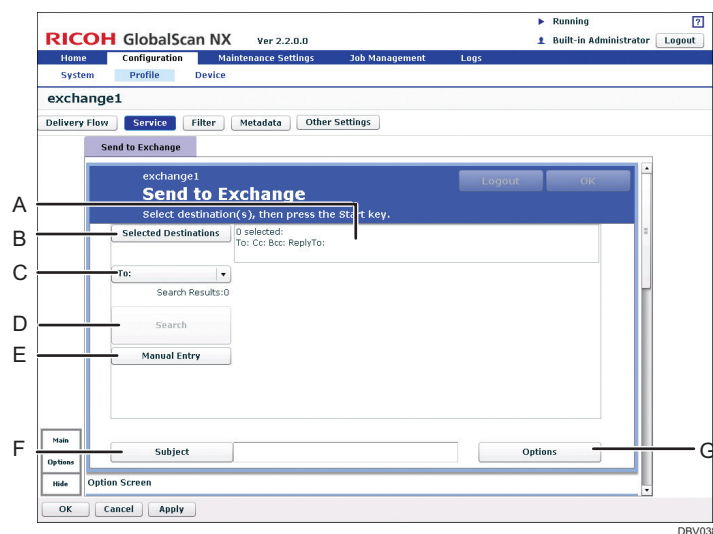 Running ?
RICOH GlobalScan NX Ver 2.2.0.0 Built-in Administrator Logout
Home Configuration Maintenance Settings Job Management Logs
System Profile Device
exchange1
Delivery Flow Service Filter Metadata Other Settings
Send to Exchange
exchange1
Send to Exchange
Logout OK
Select destination(s), then press the Start key.
A
B Selected Destinations 0 selected:
To: Cc: Bcc: ReplyTo:
C To:
Search Results:0
D Search
E Manual Entry
F Subject Options G
Main
Options
Hide
Option Screen
OK Cancel Apply
DBV038